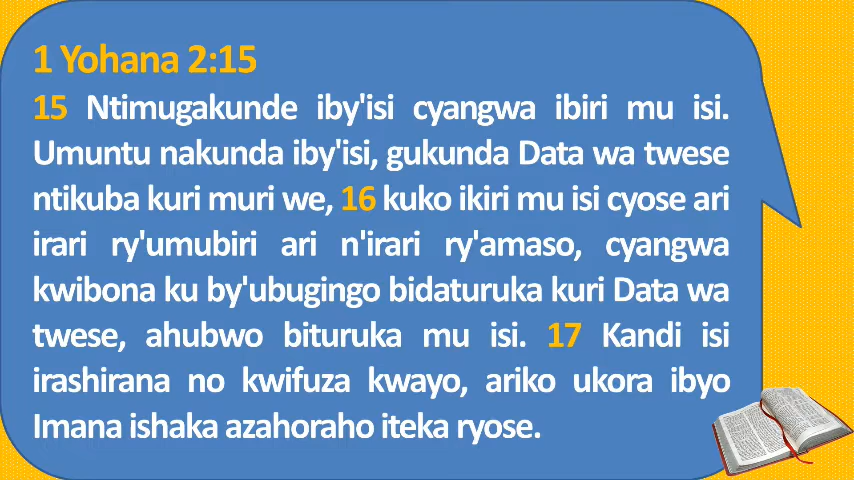 1 Yohana 2:15
15 Ntimugakunde iby'isi cyangwa ibiri mu isi.
Umuntu nakunda iby'isi, gukunda Data wa twese
ntikuba kuri muri we, 16 kuko ikiri mu isi cyose ari
irari ry'umubiri ari n'irari ry'amaso, cyangwa
kwibona ku by'ubugingo bidaturuka kuri Data wa
twese, ahubwo bituruka mu isi. 17 Kandi isi
irashirana no kwifuza kwayo, ariko ukora ibyo
Imana ishaka azahoraho iteka ryose.